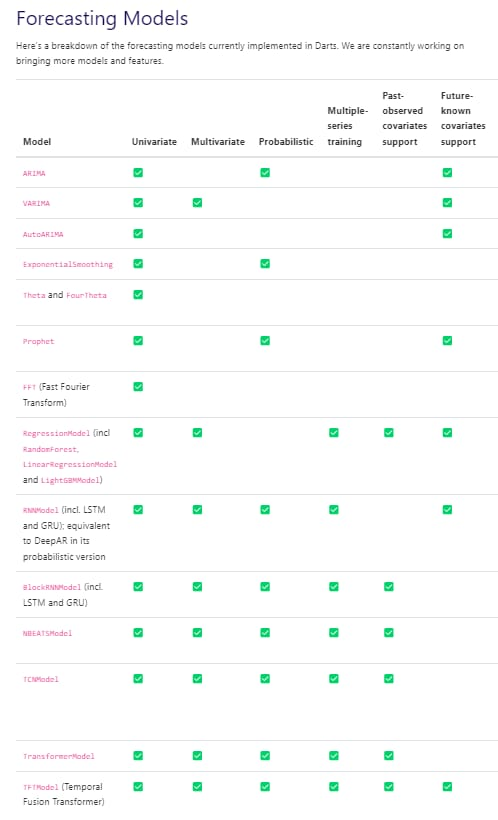 Forecasting Models
Here's a breakdown of the forecasting models currently implemented in Darts. We are constantly working on
bringing more models and features.
Model Univariate Multivariate Probabilistic Multiple-series training Past-observed covariates support Future-known covariates support
ARIMA ✅ ✅ ✅
VARIMA ✅ ✅ ✅
AutoARIMA ✅ ✅
ExponentialSmoothing ✅ ✅
Theta and FourTheta ✅
Prophet ✅ ✅ ✅
FFT (Fast Fourier ✅
Transform)
RegressionModel (incl ✅ ✅ ✅ ✅ ✅
RandomForest,
LinearRegressionModel
and LightGBMModel)
RNNModel (incl. LSTM ✅ ✅ ✅ ✅ ✅
and GRU); equivalent
to DeepAR in its
probabilistic version
BlockRNNModel (incl. ✅ ✅ ✅ ✅ ✅
LSTM and GRU)
NBEATSModel ✅ ✅ ✅ ✅ ✅
TCNModel ✅ ✅ ✅ ✅ ✅
TransformerModel ✅ ✅ ✅ ✅ ✅
TFTModel (Temporal ✅ ✅ ✅ ✅ ✅ ✅
Fusion Transformer)